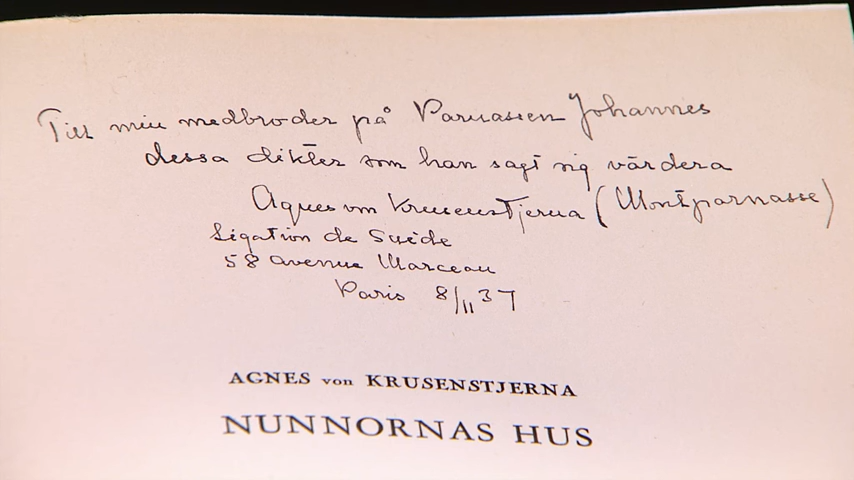 Till min medbroder på Parnassen Johannes
dessa dikter som han sagt sig värdera
Agnes von Krusenstjerna (Montparnasse)
Légation de Suède
58 avenue Marceau
Paris 8/11 37
AGNES von KRUSENSTJERNA
NUNNORNAS HUS